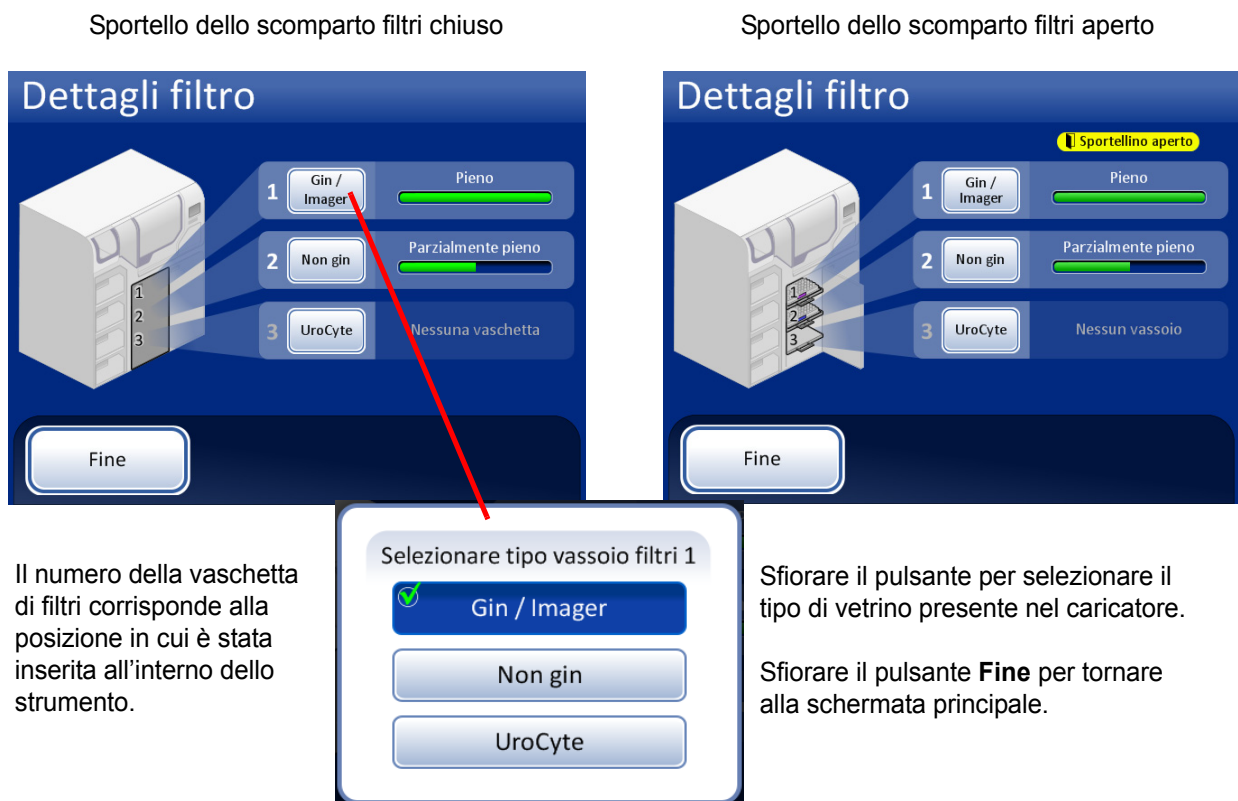 Sportello dello scomparto filtri chiuso
Dettagli filtro
1
Gin /
Imager
Pieno
2
Non gin
Parzialmente pieno
3
UroCyte
Nessuna vaschetta
1
2
3
Fine
Sportello dello scomparto filtri aperto
Dettagli filtro
Sportellino aperto
1
Gin /
Imager
Pieno
2
Non gin
Parzialmente pieno
3
UroCyte
Nessun vassoio
1
2
3
Fine
Il numero della vaschetta
di filtri corrisponde alla
posizione in cui è stata
inserita all’interno dello
strumento.
Selezionare tipo vassoio filtri 1
Gin / Imager
Non gin
UroCyte
Sfiorare il pulsante per selezionare il
tipo di vetrino presente nel caricatore.
Sfiorare il pulsante Fine per tornare
alla schermata principale.